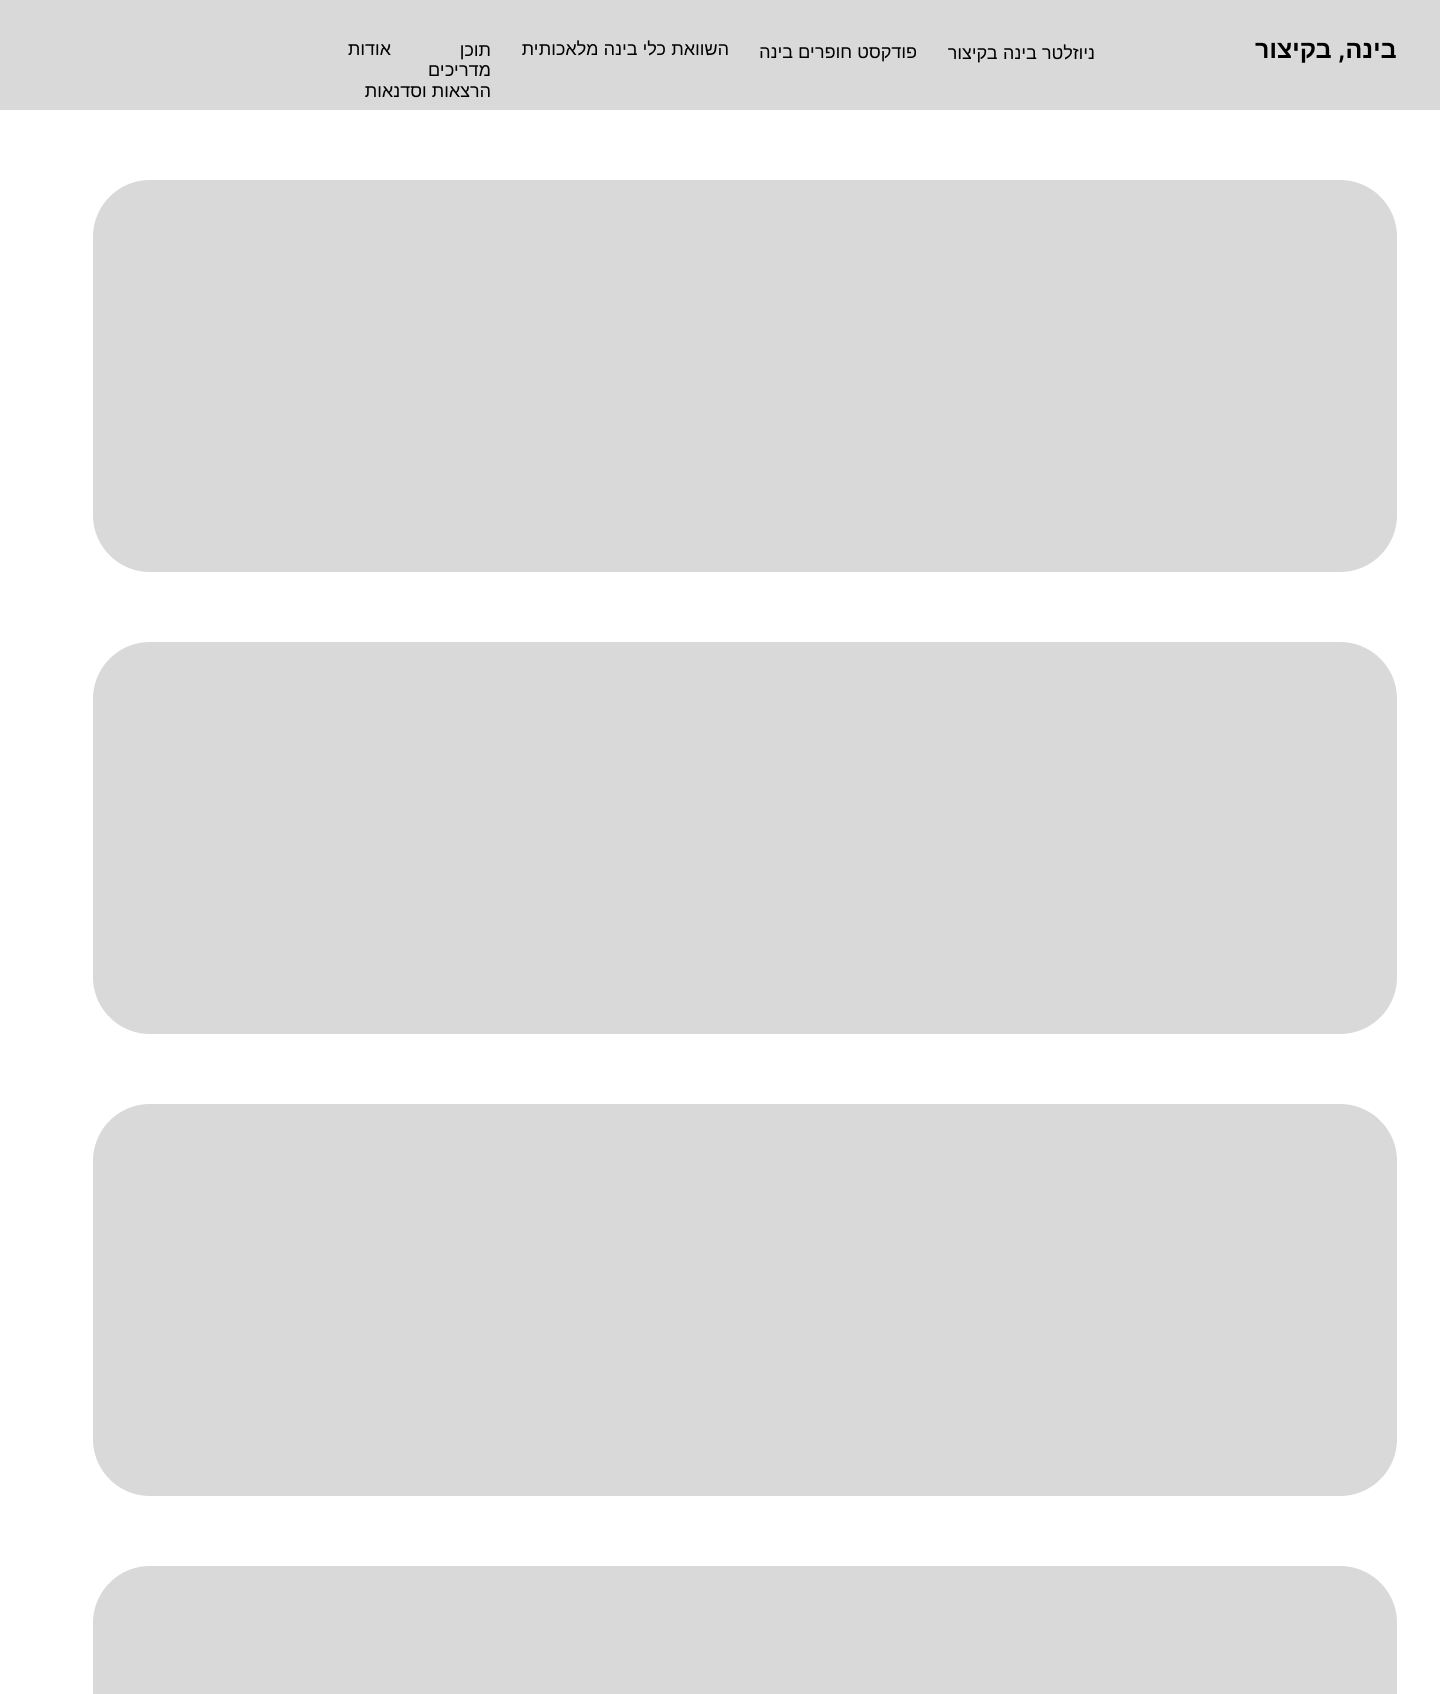 בינה, בקיצור
ניוזלטר בינה בקיצור
פודקסט חופרים בינה
השוואת כלי בינה מלאכותית
תוכן
מדריכים
הרצאות וסדנאות
אודות